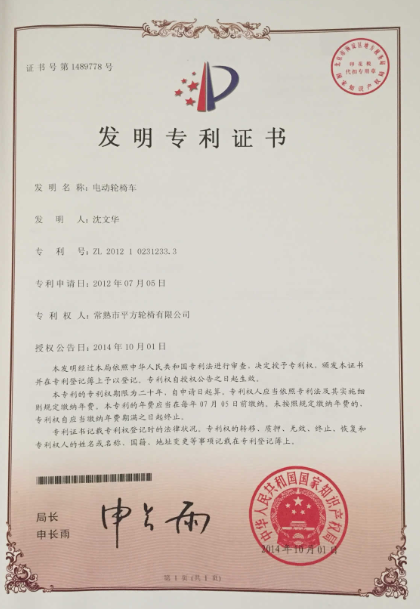 证书号第1489778号
发明专利证书
发明名称：电动轮椅车
发明人：沈文华
专利号：ZL 2012 1 0231233.3
专利申请日：2012年07月05日
专利权人：常熟市平方轮椅有限公司
授权公告日：2014年10月01日
本发明经过本局依照中华人民共和国专利法进行审查，决定授予专利权，颁发本证书
并在专利登记簿上予以登记。专利权自授权公告之日起生效。
本专利的专利权期限为二十年，自申请日起算。专利权人应当依照专利法及其实施细
则规定缴纳年费。本专利的年费应当在每年07月05日前缴纳。未按照规定缴纳年费的，
专利权自应当缴纳年费期满之日起终止。
专利证书记载专利权登记时的法律状况。专利权的转移、质押、无效、终止、恢复和
专利权人的姓名或名称、国籍、地址变更等事项记载在专利登记簿上。
局长
申长雨
申长雨
中华人民共和国国家知识产权局
2014年10月01日
第1页（共1页）